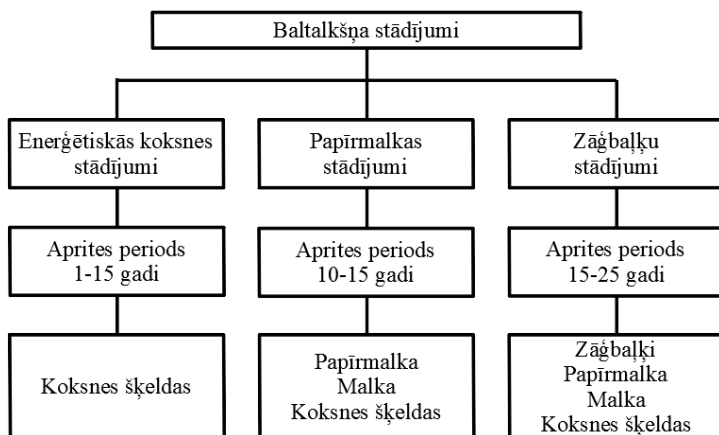 Baltalkšņa stādījumi
Enerģētiskās koksnes
stādījumi
Papīrmalkas
stādījumi
Zāģbaļķu
stādījumi
Aprites periods
1-15 gadi
Aprites periods
10-15 gadi
Aprites periods
15-25 gadi
Koksnes šķeldas
Papīrmalka
Malka
Koksnes šķeldas
Zāģbaļķi
Papīrmalka
Malka
Koksnes šķeldas